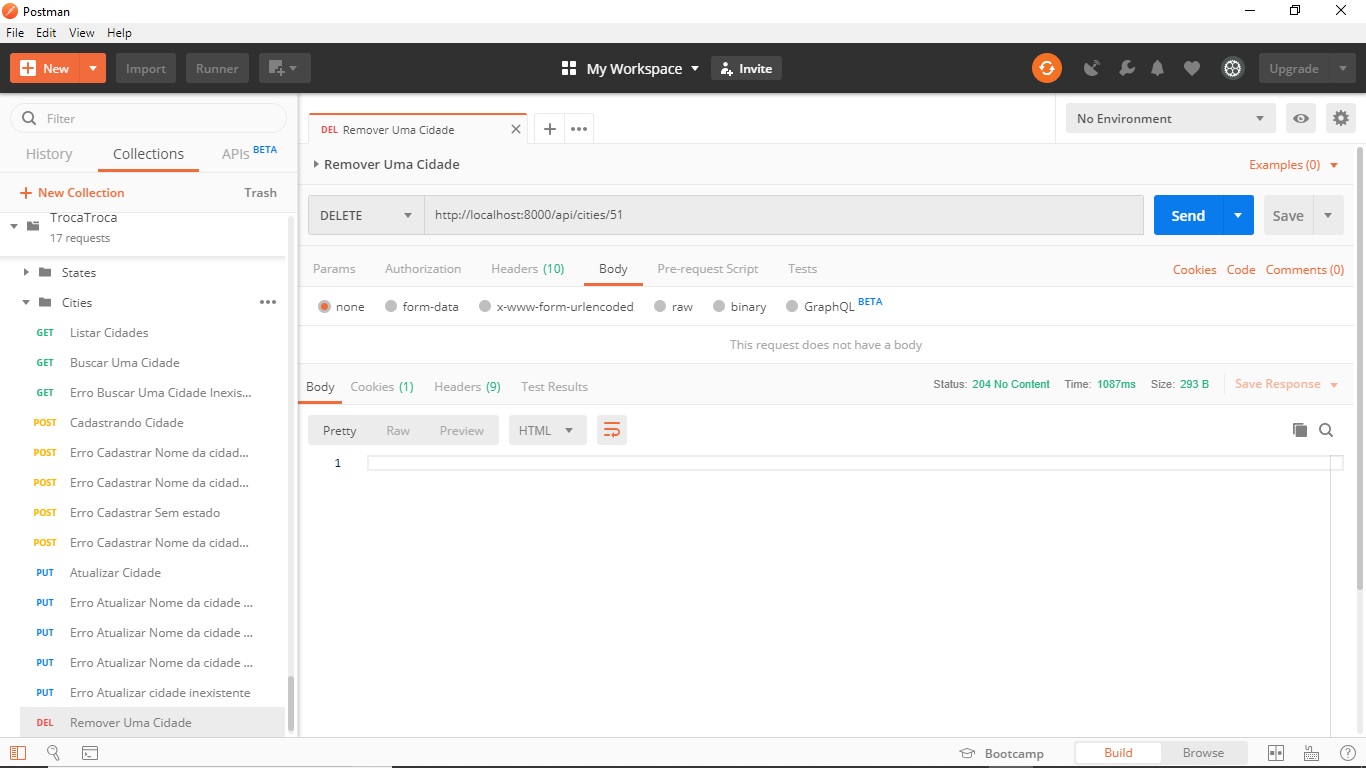 Postman
File Edit View Help
New Import Runner My Workspace Invite Upgrade
Filter
History Collections APIs BETA
New Collection Trash
TrocaTroca
17 requests
States
Cities
GET Listar Cidades
GET Buscar Uma Cidade
GET Erro Buscar Uma Cidade Inexis...
POST Cadastrando Cidade
POST Erro Cadastrar Nome da cidad...
POST Erro Cadastrar Nome da cidad...
POST Erro Cadastrar Sem estado
POST Erro Cadastrar Nome da cidad...
PUT Atualizar Cidade
PUT Erro Atualizar Nome da cidade ...
PUT Erro Atualizar Nome da cidade ...
PUT Erro Atualizar Nome da cidade ...
PUT Erro Atualizar cidade inexistente
DEL Remover Uma Cidade
DEL Remover Uma Cidade
No Environment
Remover Uma Cidade
Examples (0)
DELETE http://localhost:8000/api/cities/51 Send Save
Params Authorization Headers (10) Body Pre-request Script Tests Cookies Code Comments (0)
none form-data x-www-form-urlencoded raw binary GraphQL BETA
This request does not have a body
Body Cookies (1) Headers (9) Test Results Status: 204 No Content Time: 1087ms Size: 293 B Save Response
Pretty Raw Preview HTML
1
Bootcamp Build Browse